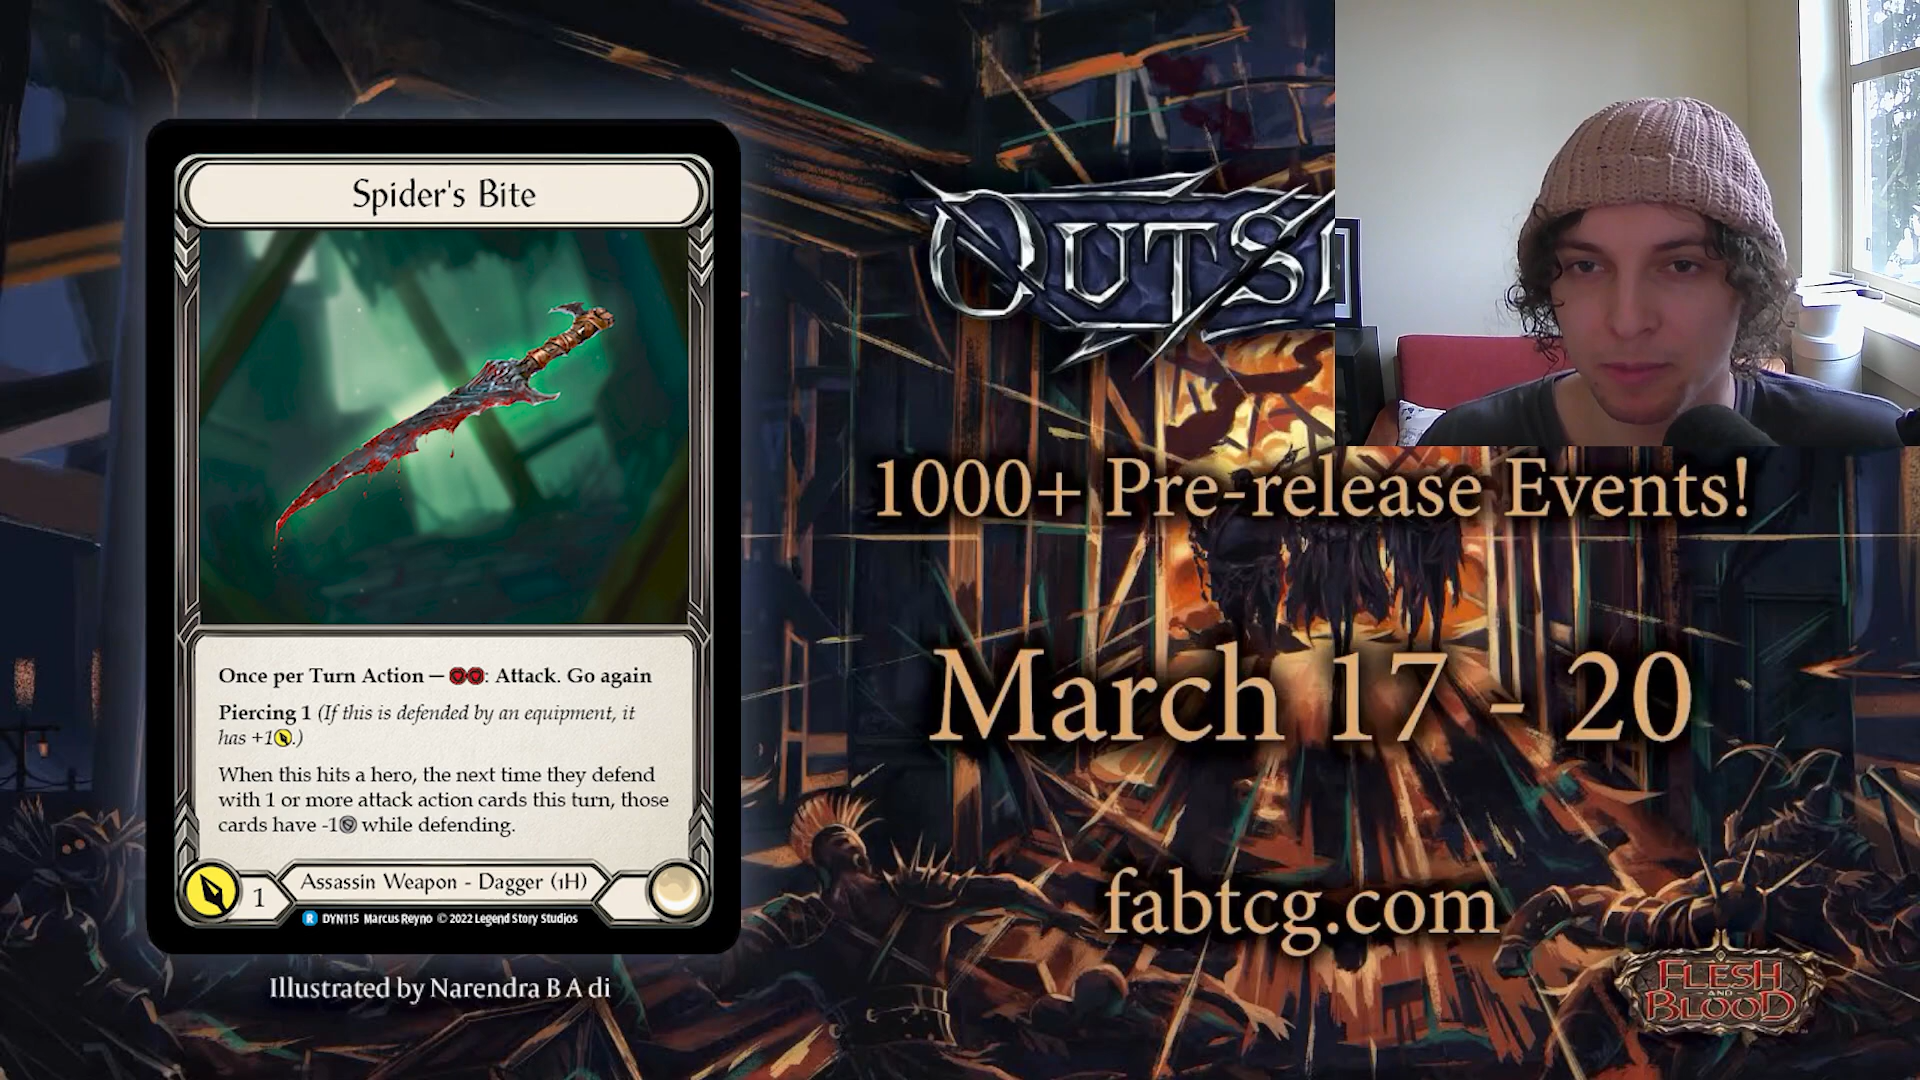 Spider's Bite
Once per Turn Action — : Attack. Go again
Piercing 1 (If this is defended by an equipment, it
has +1.)
When this hits a hero, the next time they defend
with 1 or more attack action cards this turn, those
cards have -1 while defending.
1
Assassin Weapon - Dagger (1H)
R DYN115 Marcus Reyno © 2022 Legend Story Studios
Illustrated by Narendra B A di
OUTSI
1000+ Pre-release Events!
March 17 - 20
fabtcg.com
FLESH
AND
BLOOD